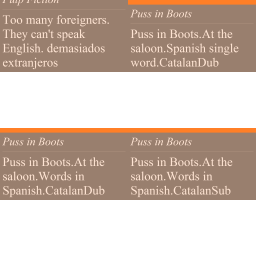 Pulp Fiction
Too many foreigners.
They can't speak
English. demasiados
extranjeros
Puss in Boots
Puss in Boots.At the
saloon.Spanish single
word.CatalanDub
Puss in Boots
Puss in Boots.At the
saloon.Words in
Spanish.CatalanDub
Puss in Boots
Puss in Boots.At the
saloon.Words in
Spanish.CatalanSub